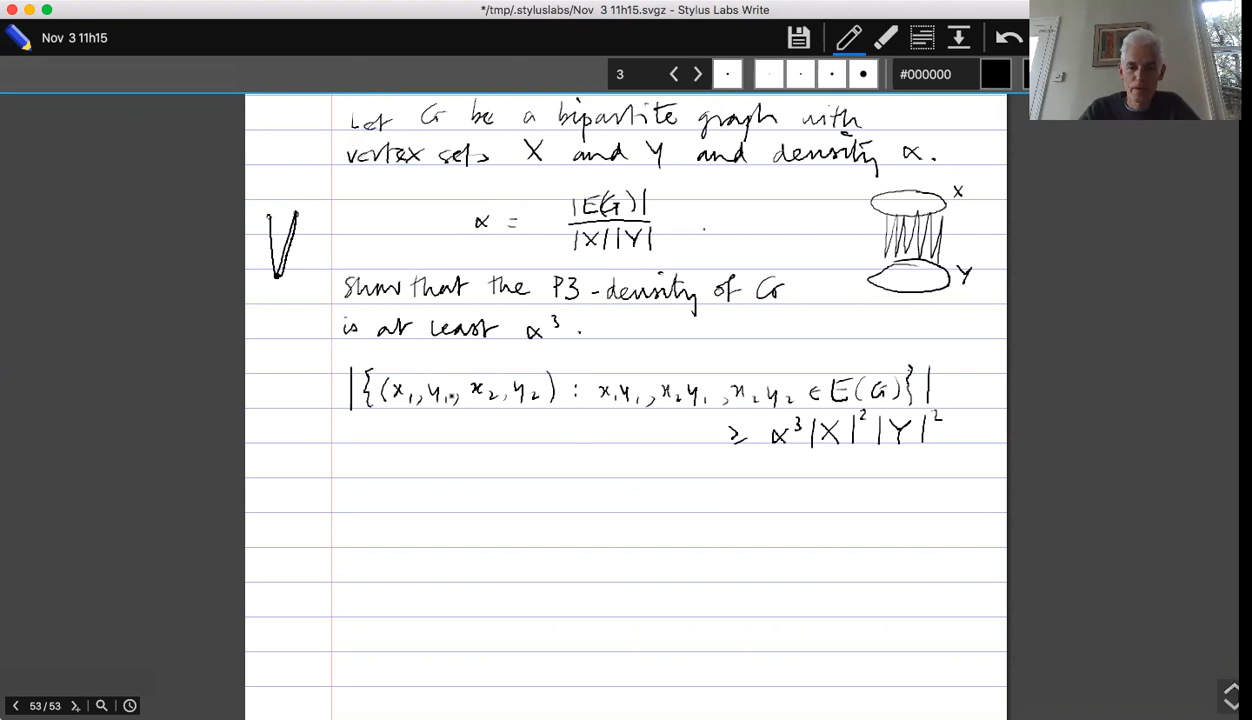 */tmp/.styluslabs/Nov 3 11h15.svgz - Stylus Labs Write
Nov 3 11h15
3
#000000
Let G be a bipartite graph with
vertex sets X and Y and density α.
α = |E(G)| / |X||Y| .
X
Y
Show that the P3-density of G
is at least α³.
|{(x₁,y₁,x₂,y₂) : x₁y₁,x₂y₁,x₂y₂ ∈ E(G)}|
≥ α³|X|²|Y|²
53/53